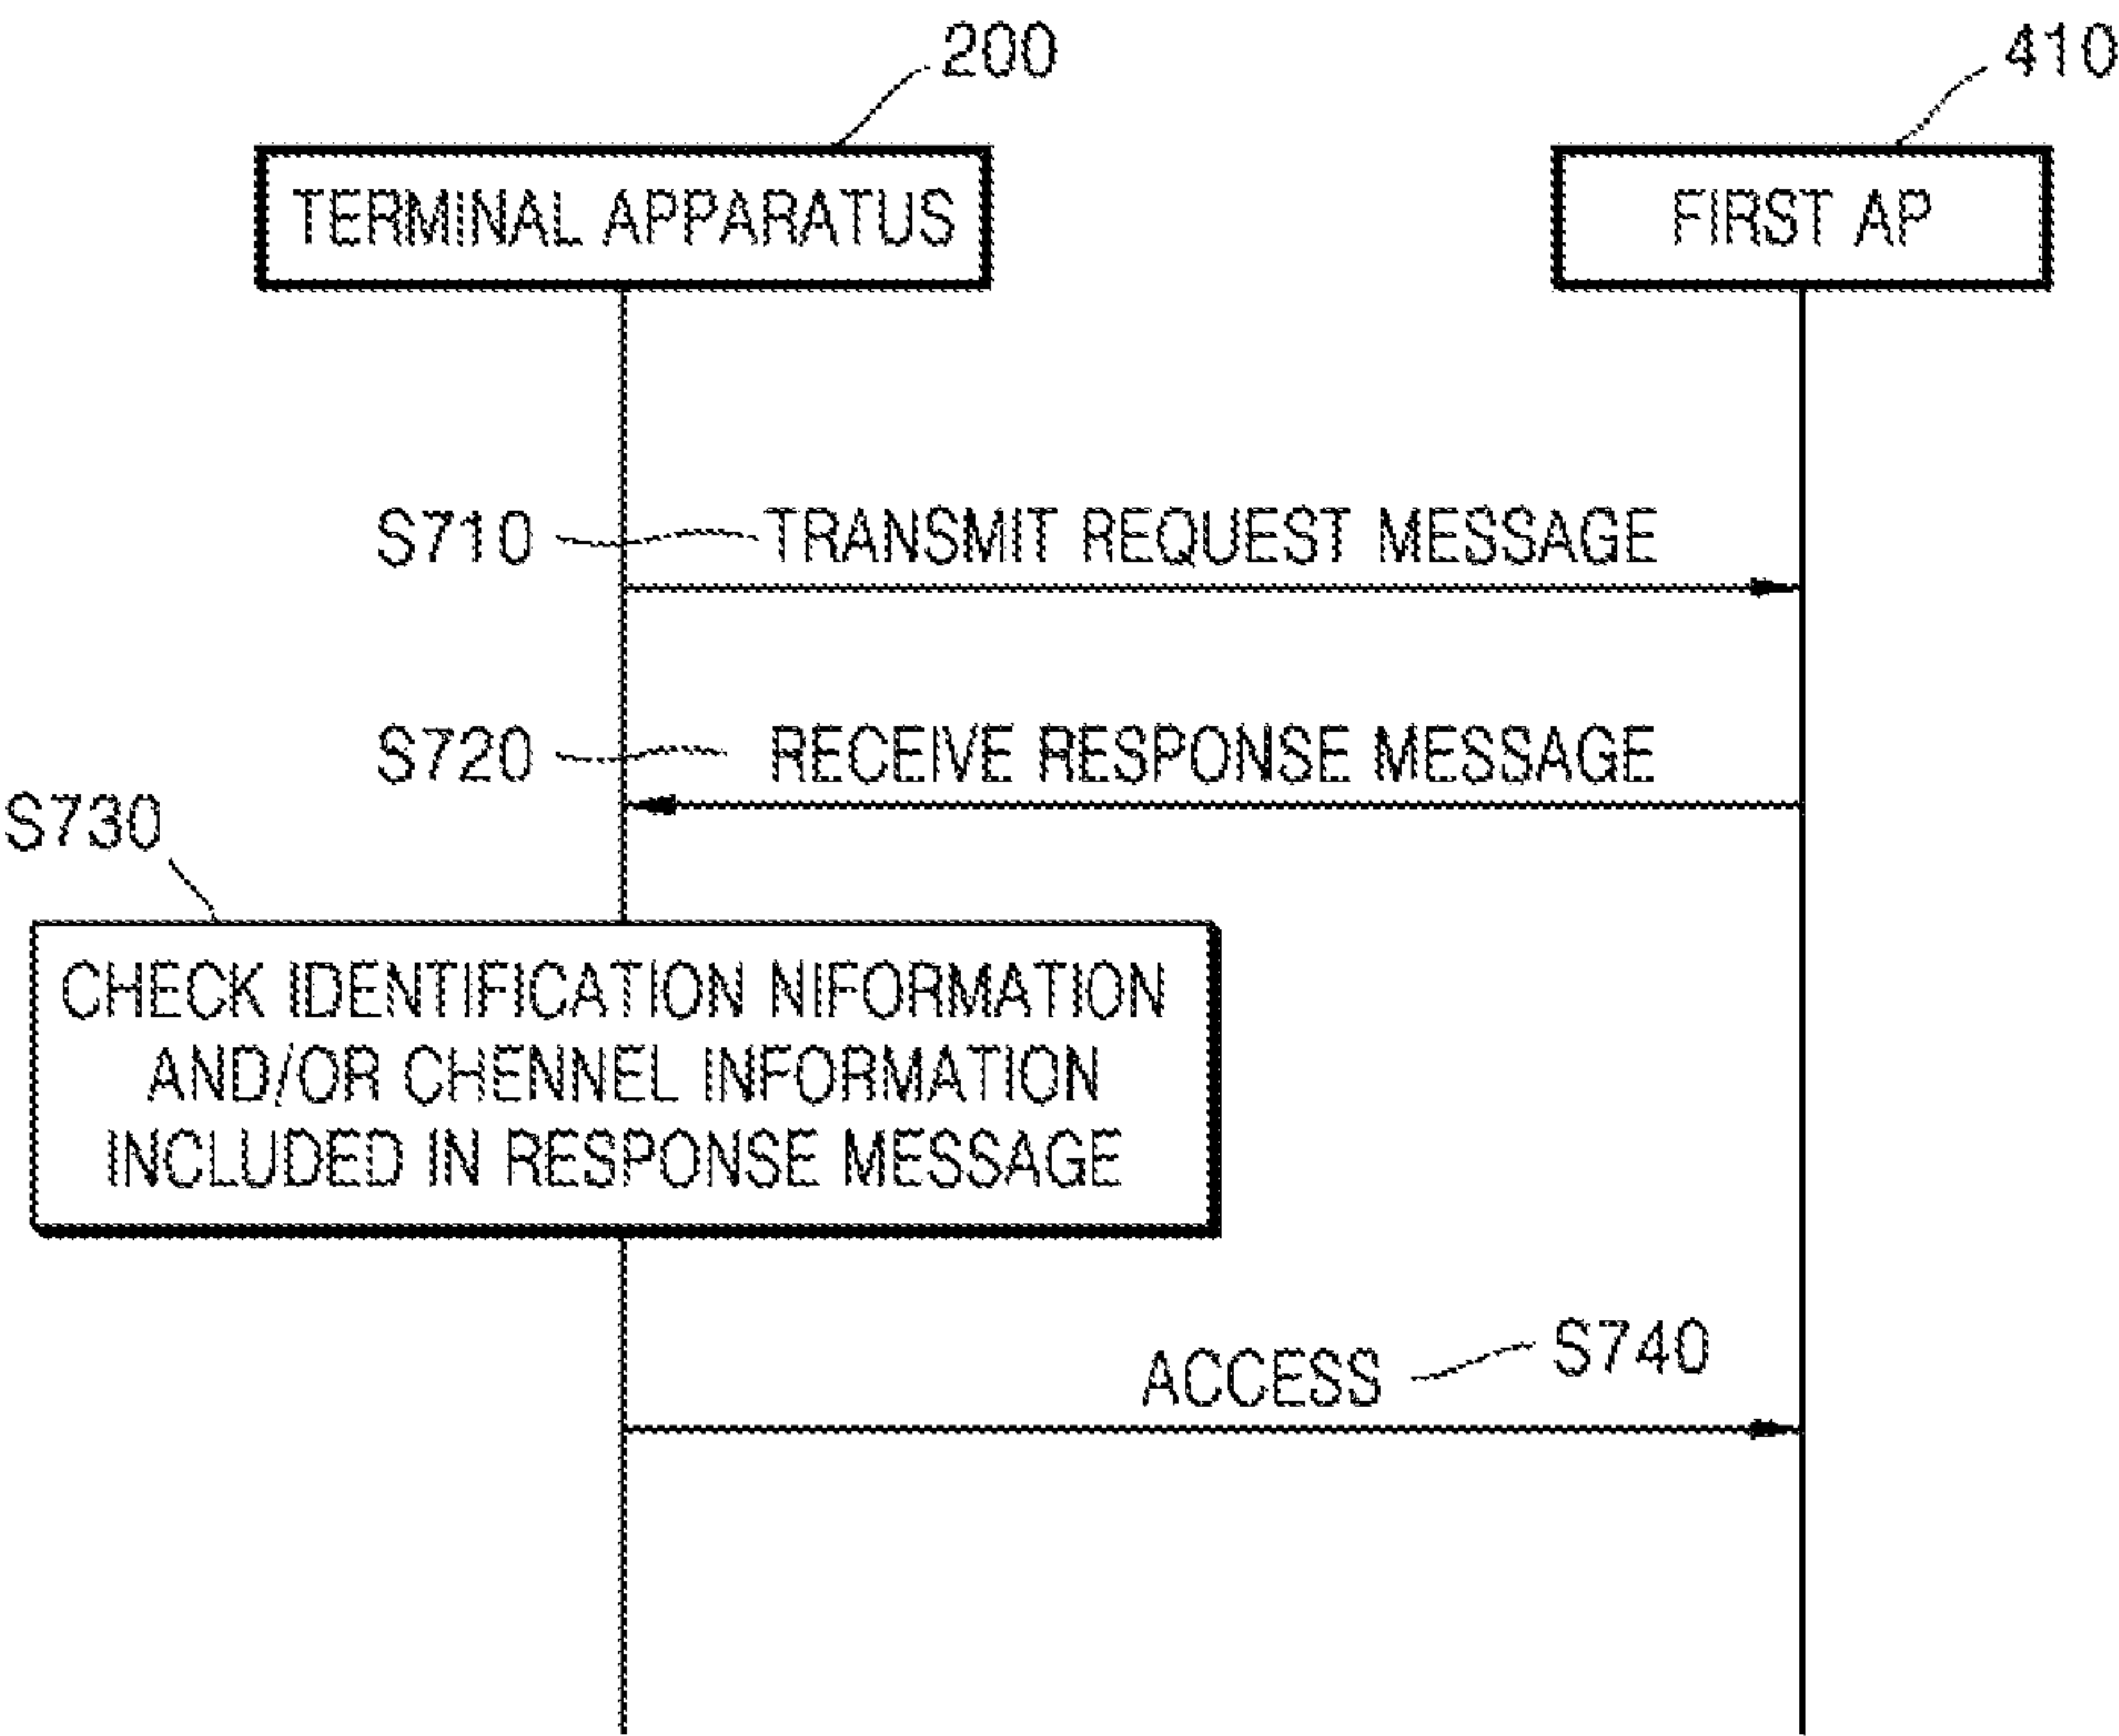 200
410
TERMINAL APPARATUS
FIRST AP
S710
TRANSMIT REQUEST MESSAGE
S720
RECEIVE RESPONSE MESSAGE
S730
CHECK IDENTIFICATION NIFORMATION
AND/OR CHENNEL INFORMATION
INCLUDED IN RESPONSE MESSAGE
ACCESS
S740